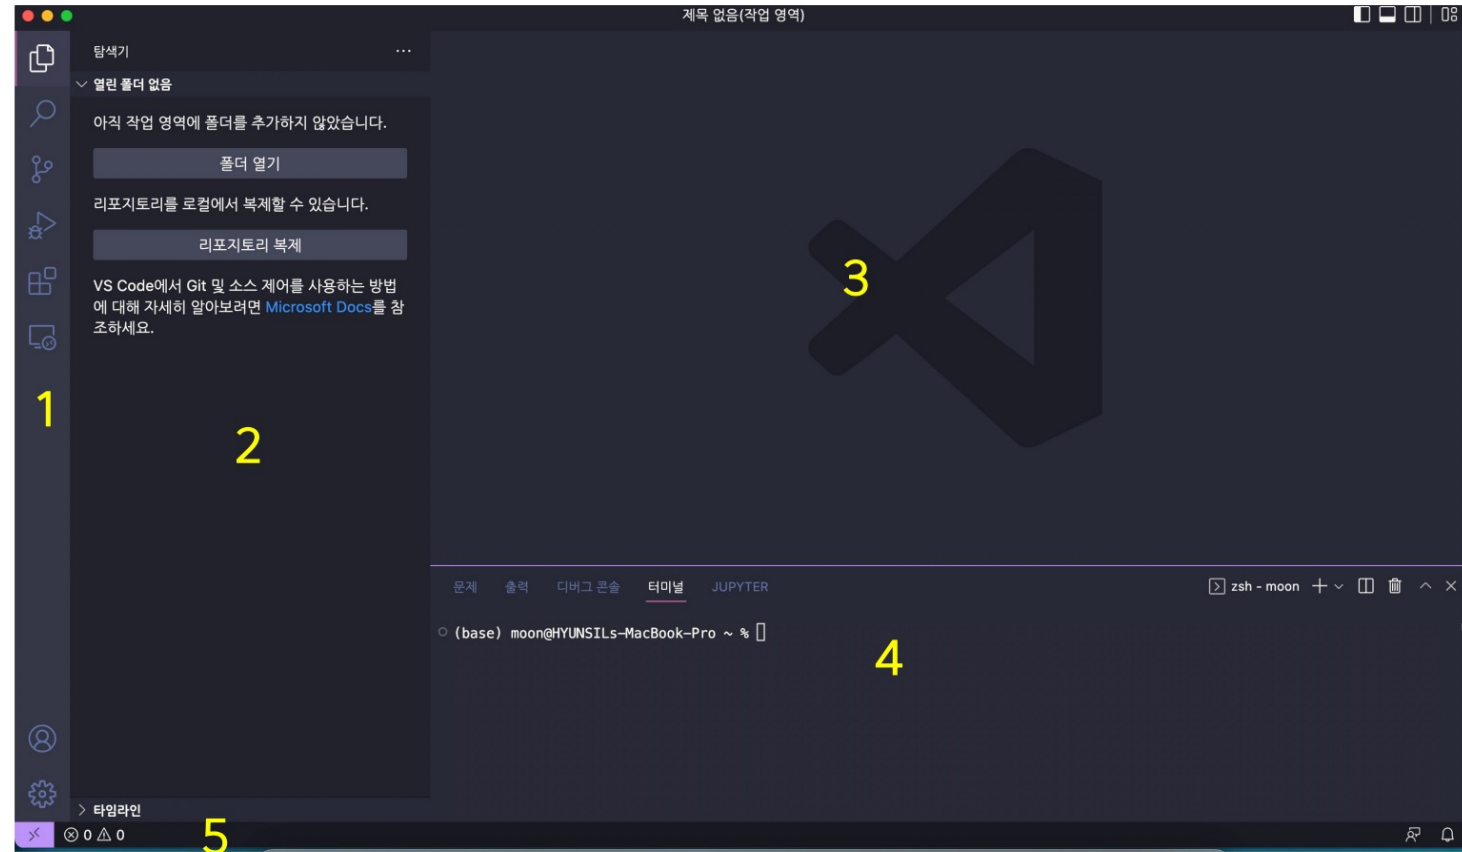 제목 없음(작업 영역)
탐색기
열린 폴더 없음
아직 작업 영역에 폴더를 추가하지 않았습니다.
폴더 열기
리포지토리를 로컬에서 복제할 수 있습니다.
리포지토리 복제
VS Code에서 Git 및 소스 제어를 사용하는 방법
에 대해 자세히 알아보려면 Microsoft Docs를 참
조하세요.
1
2
3
문제 출력 디버그 콘솔 터미널 JUPYTER
zsh - moon
(base) moon@HYUNSILs-MacBook-Pro ~ %
4
타임라인
0 0
5